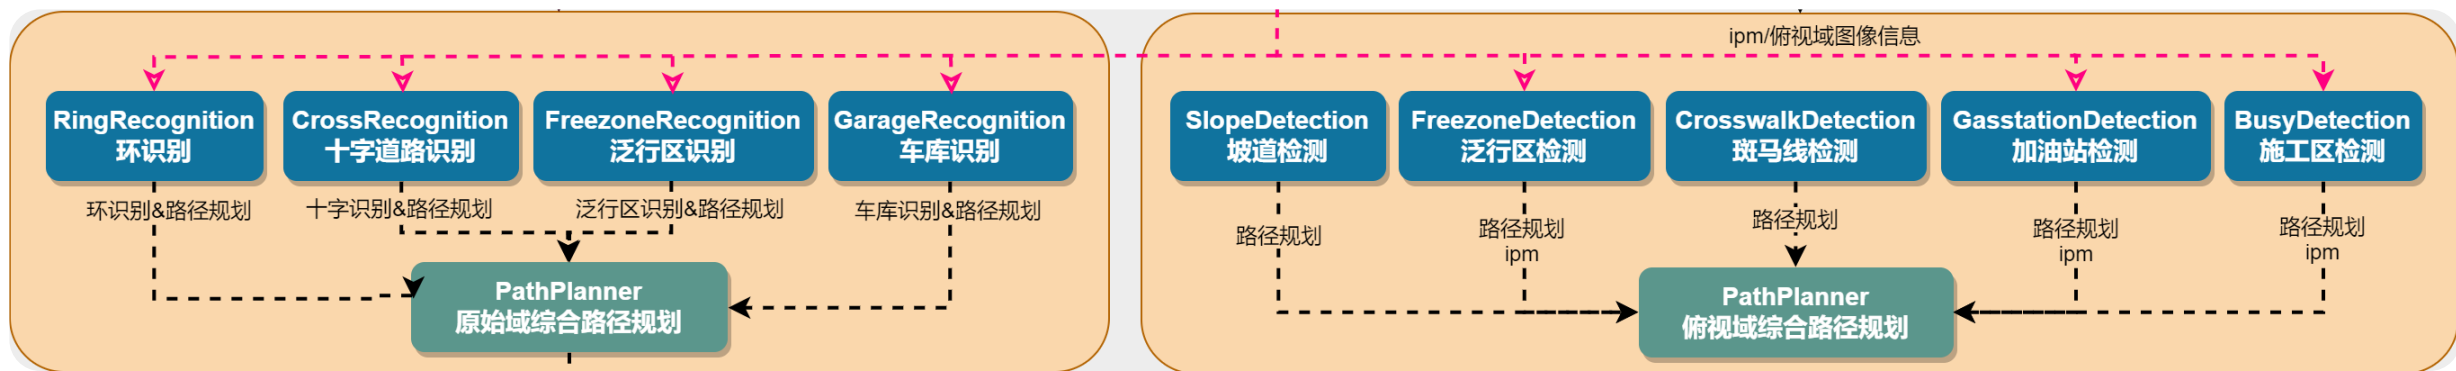 ipm/俯视域图像信息
RingRecognition
环识别
CrossRecognition
十字道路识别
FreezoneRecognition
泛行区识别
GarageRecognition
车库识别
SlopeDetection
坡道检测
FreezoneDetection
泛行区检测
CrosswalkDetection
斑马线检测
GasstationDetection
加油站检测
BusyDetection
施工区检测
环识别&路径规划
十字识别&路径规划
泛行区识别&路径规划
车库识别&路径规划
路径规划
路径规划
ipm
路径规划
路径规划
ipm
路径规划
ipm
PathPlanner
原始域综合路径规划
PathPlanner
俯视域综合路径规划